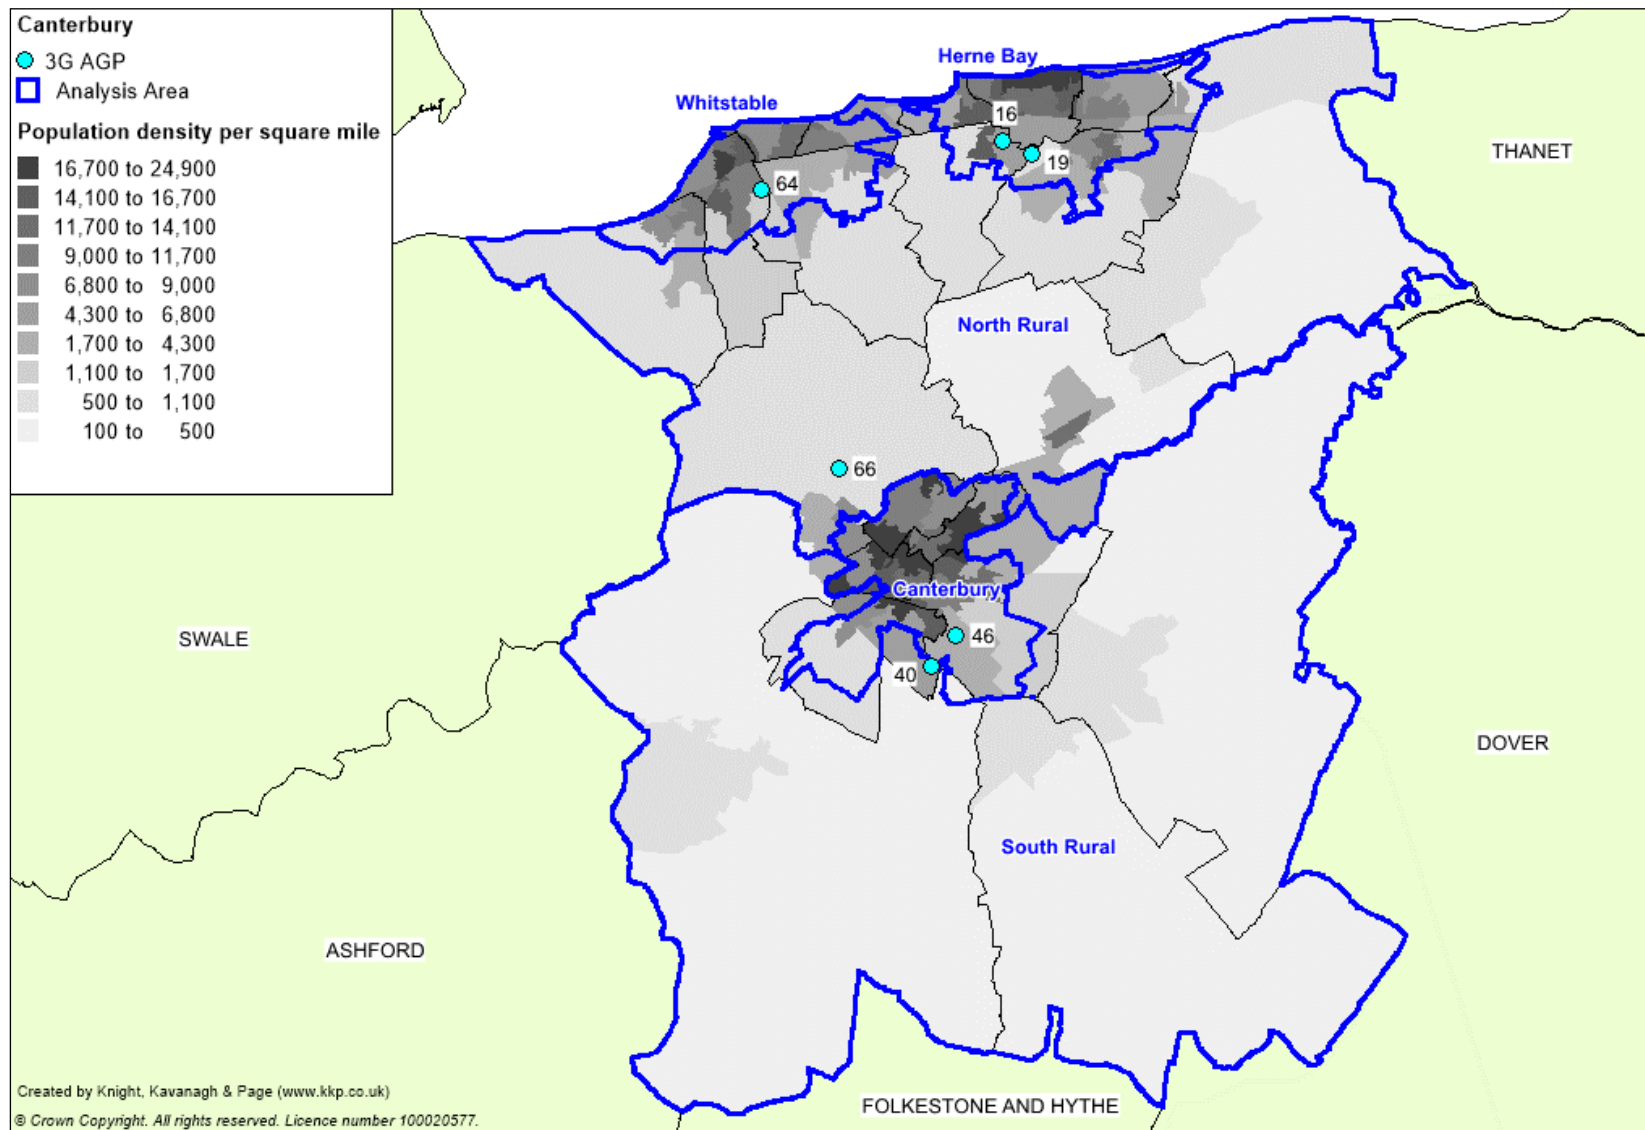 Canterbury
3G AGP
Analysis Area
Population density per square mile
16,700 to 24,900
14,100 to 16,700
11,700 to 14,100
9,000 to 11,700
6,800 to 9,000
4,300 to 6,800
1,700 to 4,300
1,100 to 1,700
500 to 1,100
100 to 500
Herne Bay
Whitstable
16
19
THANET
64
North Rural
66
Canterbury
46
SWALE
40
DOVER
South Rural
ASHFORD
FOLKESTONE AND HYTHE
Created by Knight, Kavanagh & Page (www.kkp.co.uk)
© Crown Copyright. All rights reserved. Licence number 100020577.